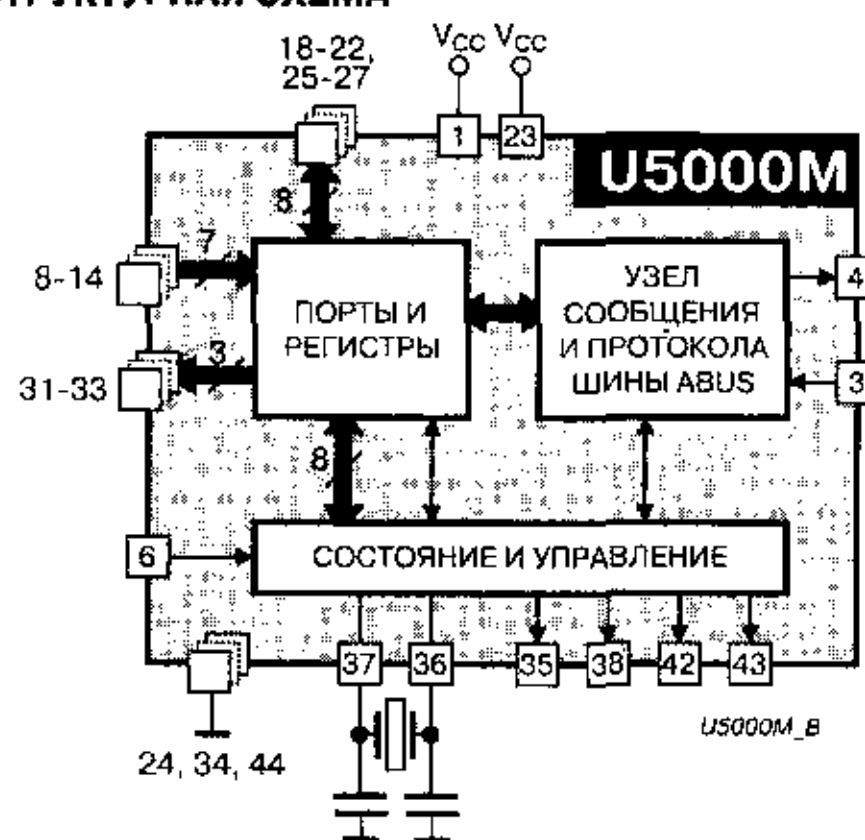 18-22,
25-27
VCC VCC
1 23
U5000M
8
7
8-14
3
31-33
ПОРТЫ И
РЕГИСТРЫ
УЗЕЛ
СООБЩЕНИЯ
И ПРОТОКОЛА
ШИНЫ ABUS
4
3
8
6
СОСТОЯНИЕ И УПРАВЛЕНИЕ
37 36 35 38 42 43
24, 34, 44
U5000M_B